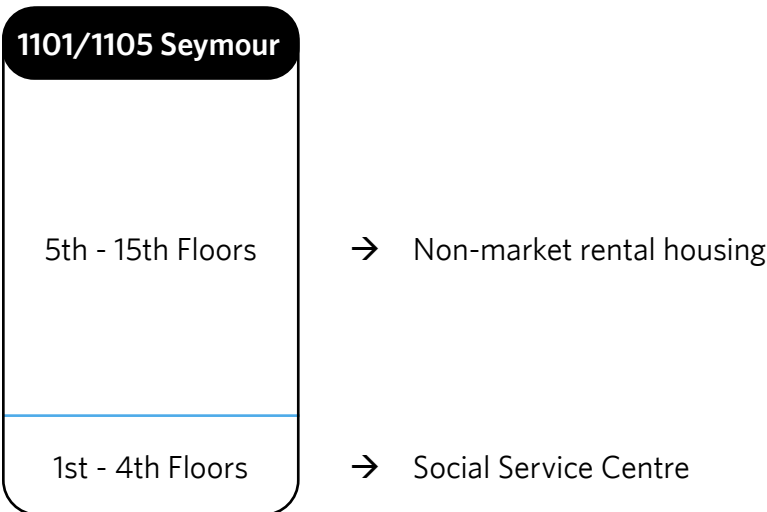 1101/1105 Seymour
5th - 15th Floors → Non-market rental housing
1st - 4th Floors → Social Service Centre